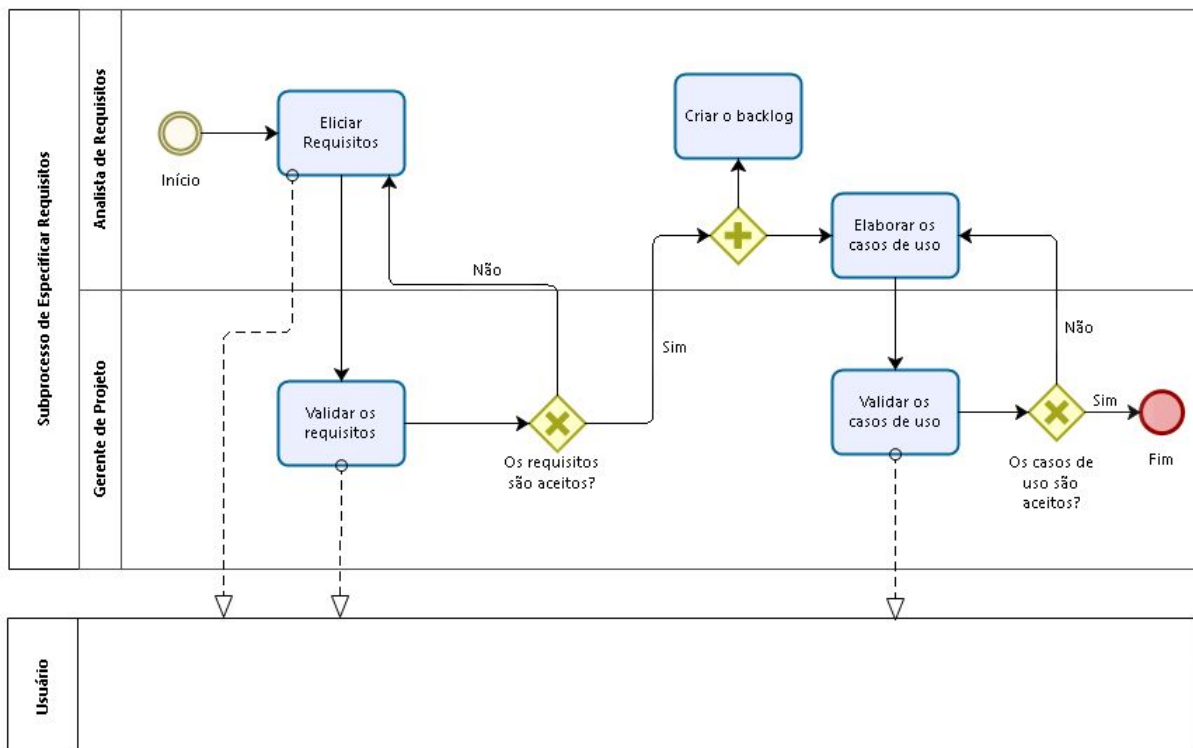 Subprocesso de Especificar Requisitos
Analista de Requisitos
Início
Eliciar
Requisitos
Criar o backlog
Elaborar os
casos de uso
Não
Gerente de Projeto
Validar os
requisitos
Os requisitos
são aceitos?
Sim
Validar os
casos de uso
Não
Os casos de
uso são
aceitos?
Sim
Fim
Usuário